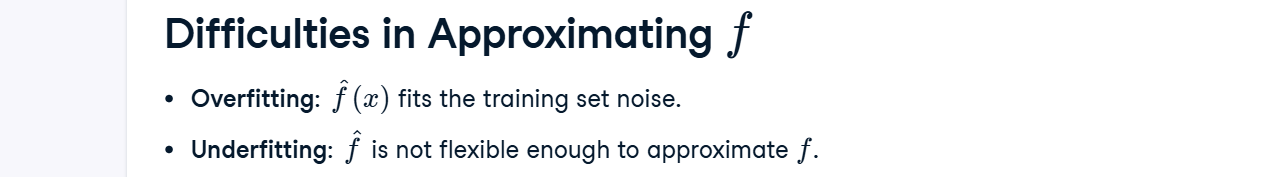 Difficulties in Approximating f
• Overfitting: f̂(x) fits the training set noise.
• Underfitting: f̂ is not flexible enough to approximate f.